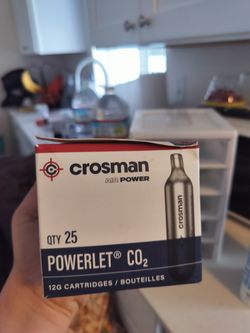 crosman
AIR POWER
QTY 25
POWERLET® CO₂
12G CARTRIDGES / BOUTEILLES
crosman